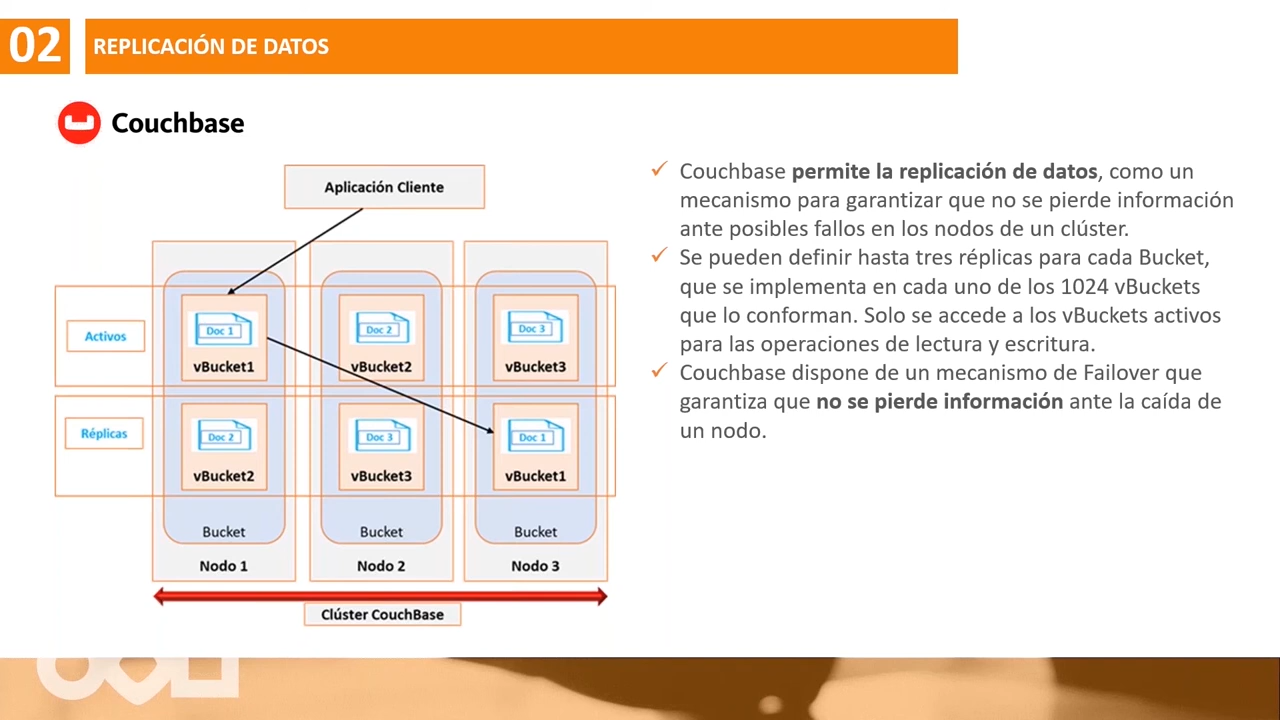 02
REPLICACIÓN DE DATOS
Couchbase
Aplicación Cliente
Activos
Doc 1
Doc 2
Doc 3
vBucket1
vBucket2
vBucket3
Réplicas
Doc 2
Doc 3
Doc 1
vBucket2
vBucket3
vBucket1
Bucket
Bucket
Bucket
Nodo 1
Nodo 2
Nodo 3
Clúster CouchBase
Couchbase permite la replicación de datos, como un
mecanismo para garantizar que no se pierde información
ante posibles fallos en los nodos de un clúster.
Se pueden definir hasta tres réplicas para cada Bucket,
que se implementa en cada uno de los 1024 vBuckets
que lo conforman. Solo se accede a los vBuckets activos
para las operaciones de lectura y escritura.
Couchbase dispone de un mecanismo de Failover que
garantiza que no se pierde información ante la caída de
un nodo.